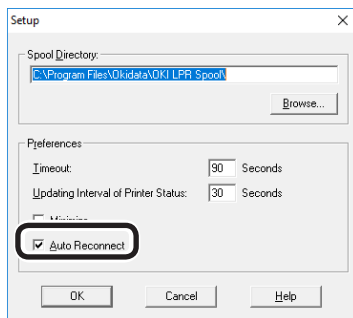 Setup
Spool Directory:
C:\Program Files\Okidata\OKI LPR Spool\
Browse...
Preferences
Timeout: 90 Seconds
Updating Interval of Printer Status: 30 Seconds
Auto Reconnect
OK Cancel Help